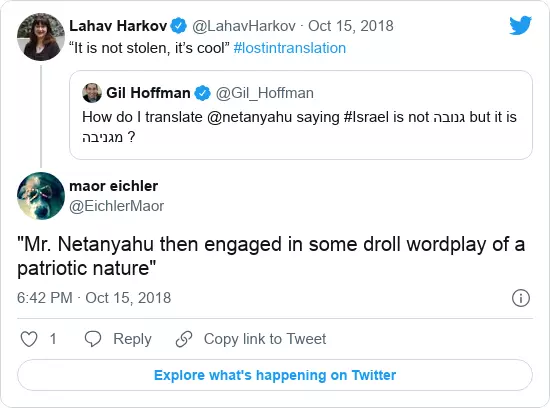 Lahav Harkov @LahavHarkov · Oct 15, 2018
“It is not stolen, it’s cool” #lostintranslation
Gil Hoffman @Gil_Hoffman
How do I translate @netanyahu saying #Israel is not גנובה but it is
מגניבה ?
maor eichler
@EichlerMaor
"Mr. Netanyahu then engaged in some droll wordplay of a
patriotic nature"
6:42 PM · Oct 15, 2018
1 Reply Copy link to Tweet
Explore what's happening on Twitter